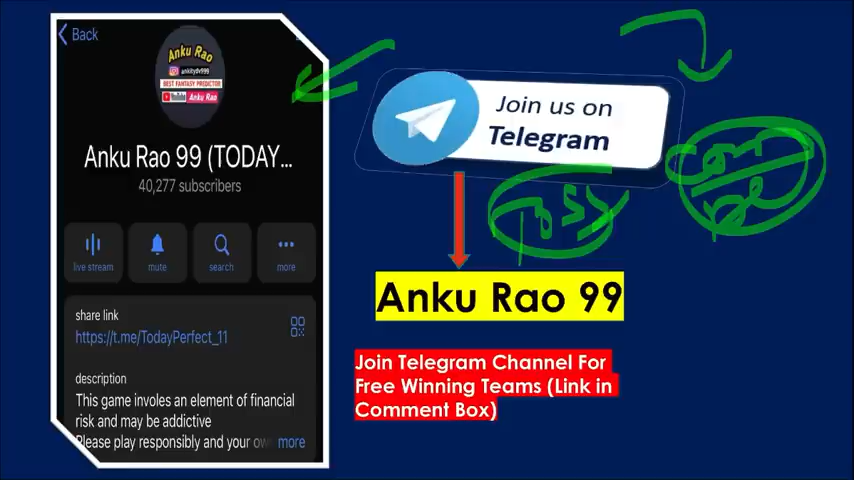 Back
Anku Rao
ankitydv999
BEST FANTASY PREDICTOR
YouTube Anku Rao
Anku Rao 99 (TODAY...
40,277 subscribers
live stream
mute
search
more
share link
https://t.me/TodayPerfect_11
description
This game involes an element of financial
risk and may be addictive
Please play responsibly and your ow more
Join us on
Telegram
Anku Rao 99
Join Telegram Channel For
Free Winning Teams (Link in
Comment Box)